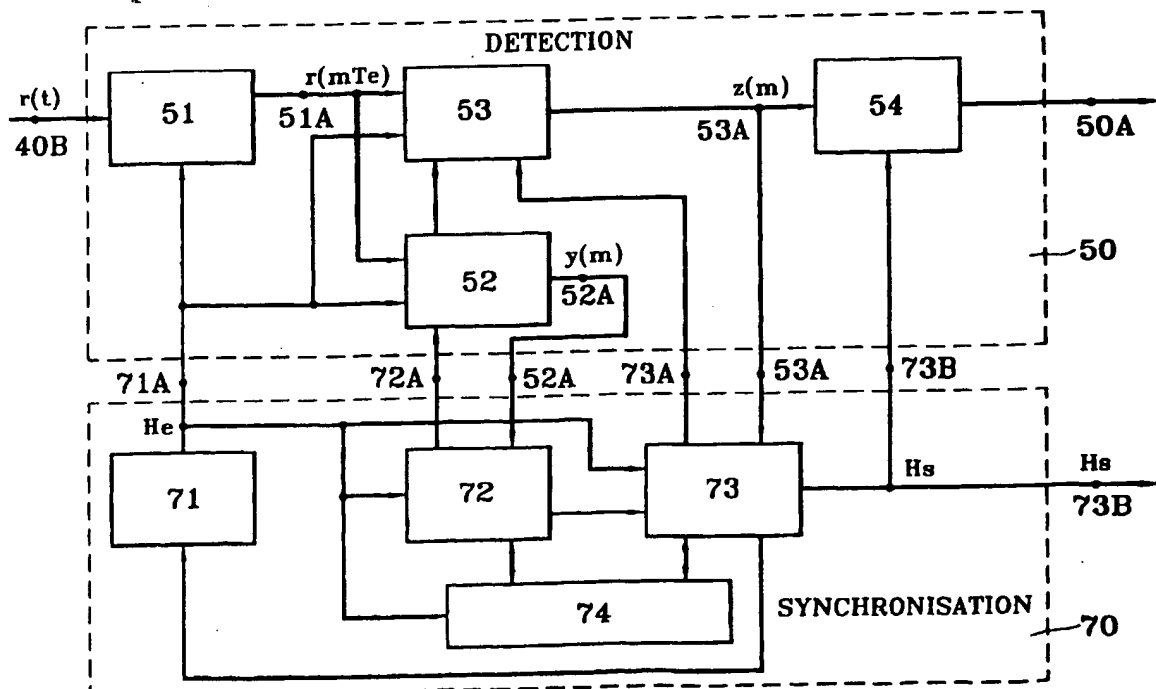 DETECTION
r(t)
40B
51
r(mTe)
51A
53
z(m)
53A
54
50A
52
y(m)
52A
50
71A
72A
52A
73A
53A
73B
He
71
72
73
Hs
Hs
73B
74
SYNCHRONISATION
70